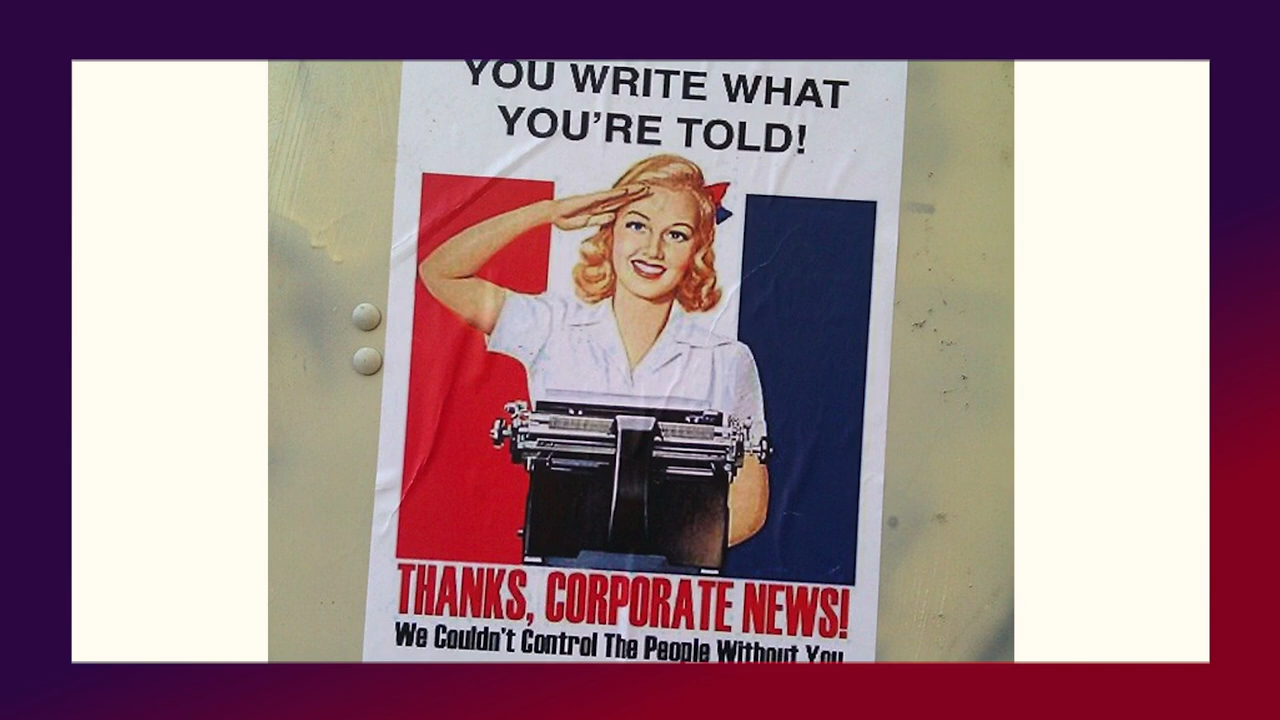 YOU WRITE WHAT
YOU'RE TOLD!
THANKS, CORPORATE NEWS!
We Couldn't Control The People Without You